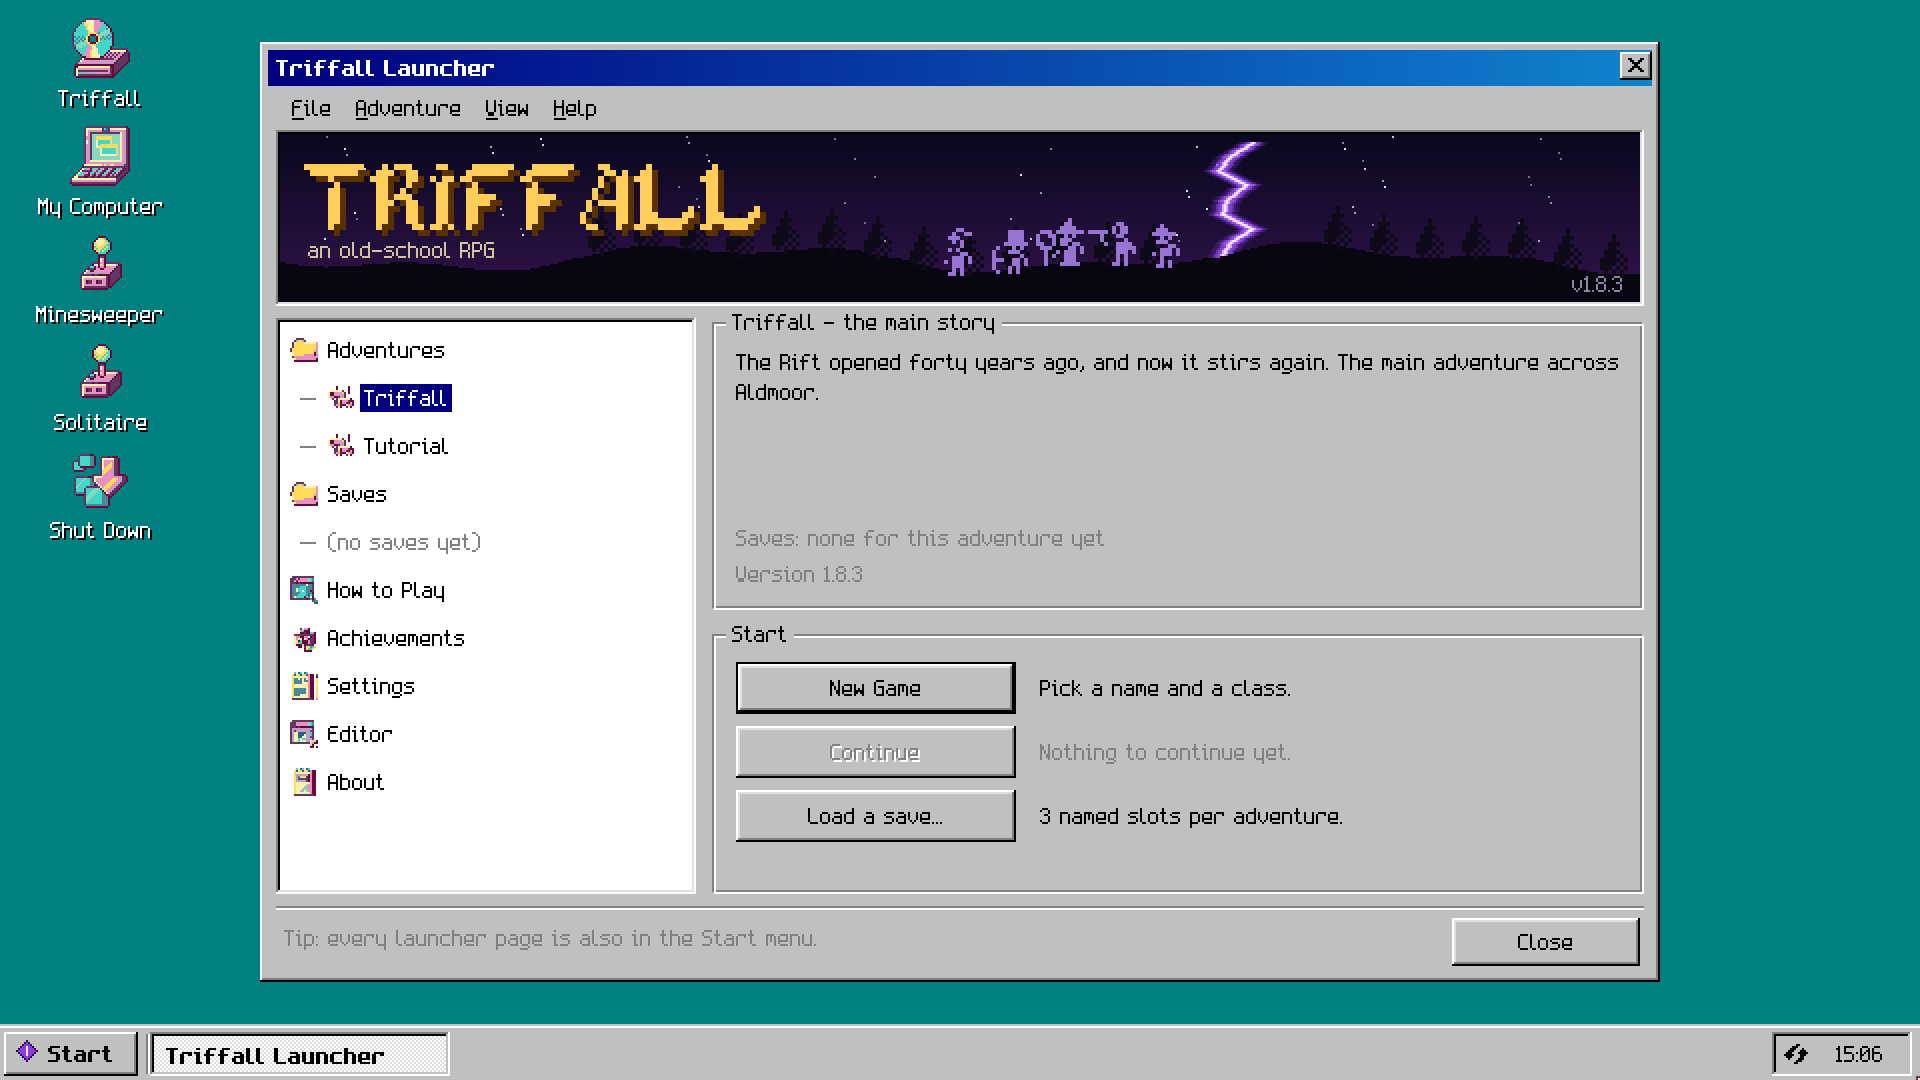 Triffall
My Computer
Minesweeper
Solitaire
Shut Down
Triffall Launcher
File Adventure View Help
TRIFFALL
an old-school RPG
v1.8.3
Adventures
Triffall
Tutorial
Saves
(no saves yet)
How to Play
Achievements
Settings
Editor
About
Triffall - the main story
The Rift opened forty years ago, and now it stirs again. The main adventure across
Aldmoor.
Saves: none for this adventure yet
Version 1.8.3
Start
New Game Pick a name and a class.
Continue Nothing to continue yet.
Load a save... 3 named slots per adventure.
Tip: every launcher page is also in the Start menu.
Close
Start Triffall Launcher 15:06